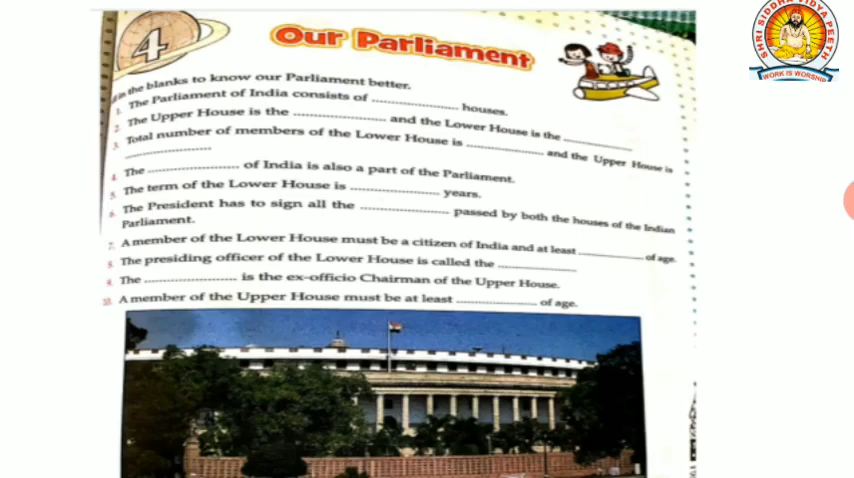 4
Our Parliament
in the blanks to know our Parliament better.
1. The Parliament of India consists of .................... houses.
2. The Upper House is the .................... and the Lower House is the ....................
3. Total number of members of the Lower House is .................... and the Upper House is
....................
4. The .................... of India is also a part of the Parliament.
5. The term of the Lower House is .................... years.
6. The President has to sign all the .................... passed by both the houses of the Indian
Parliament.
7. A member of the Lower House must be a citizen of India and at least .................... of age.
8. The presiding officer of the Lower House is called the ....................
9. The .................... is the ex-officio Chairman of the Upper House.
10. A member of the Upper House must be at least .................... of age.
SHRI SIDDHA VIDYA PEETH
WORK IS WORSHIP